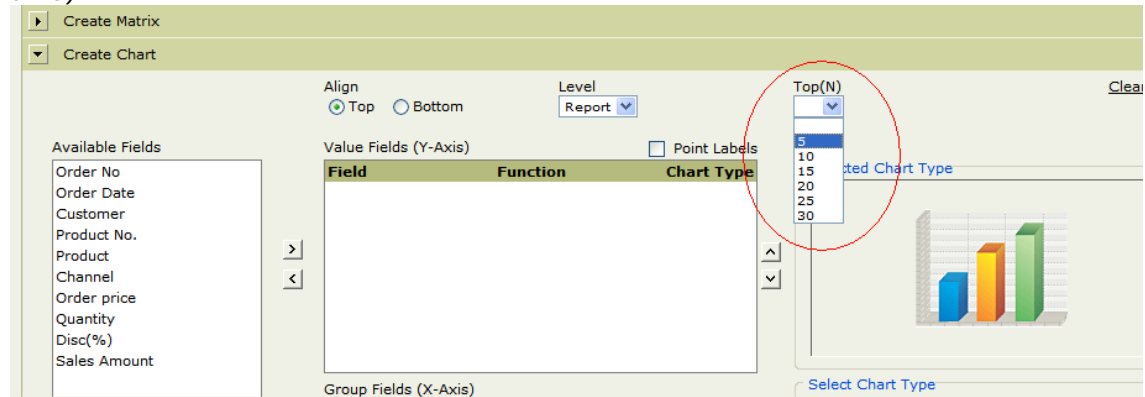 Create Matrix
Create Chart
Align Level Top(N) Clear
Top Bottom Report
Available Fields Value Fields (Y-Axis) Point Labels
5
10
15
20
25
30
Field Function Chart Type
cted Chart Type
Order No
Order Date
Customer
Product No.
Product
Channel
Order price
Quantity
Disc(%)
Sales Amount
Group Fields (X-Axis) Select Chart Type